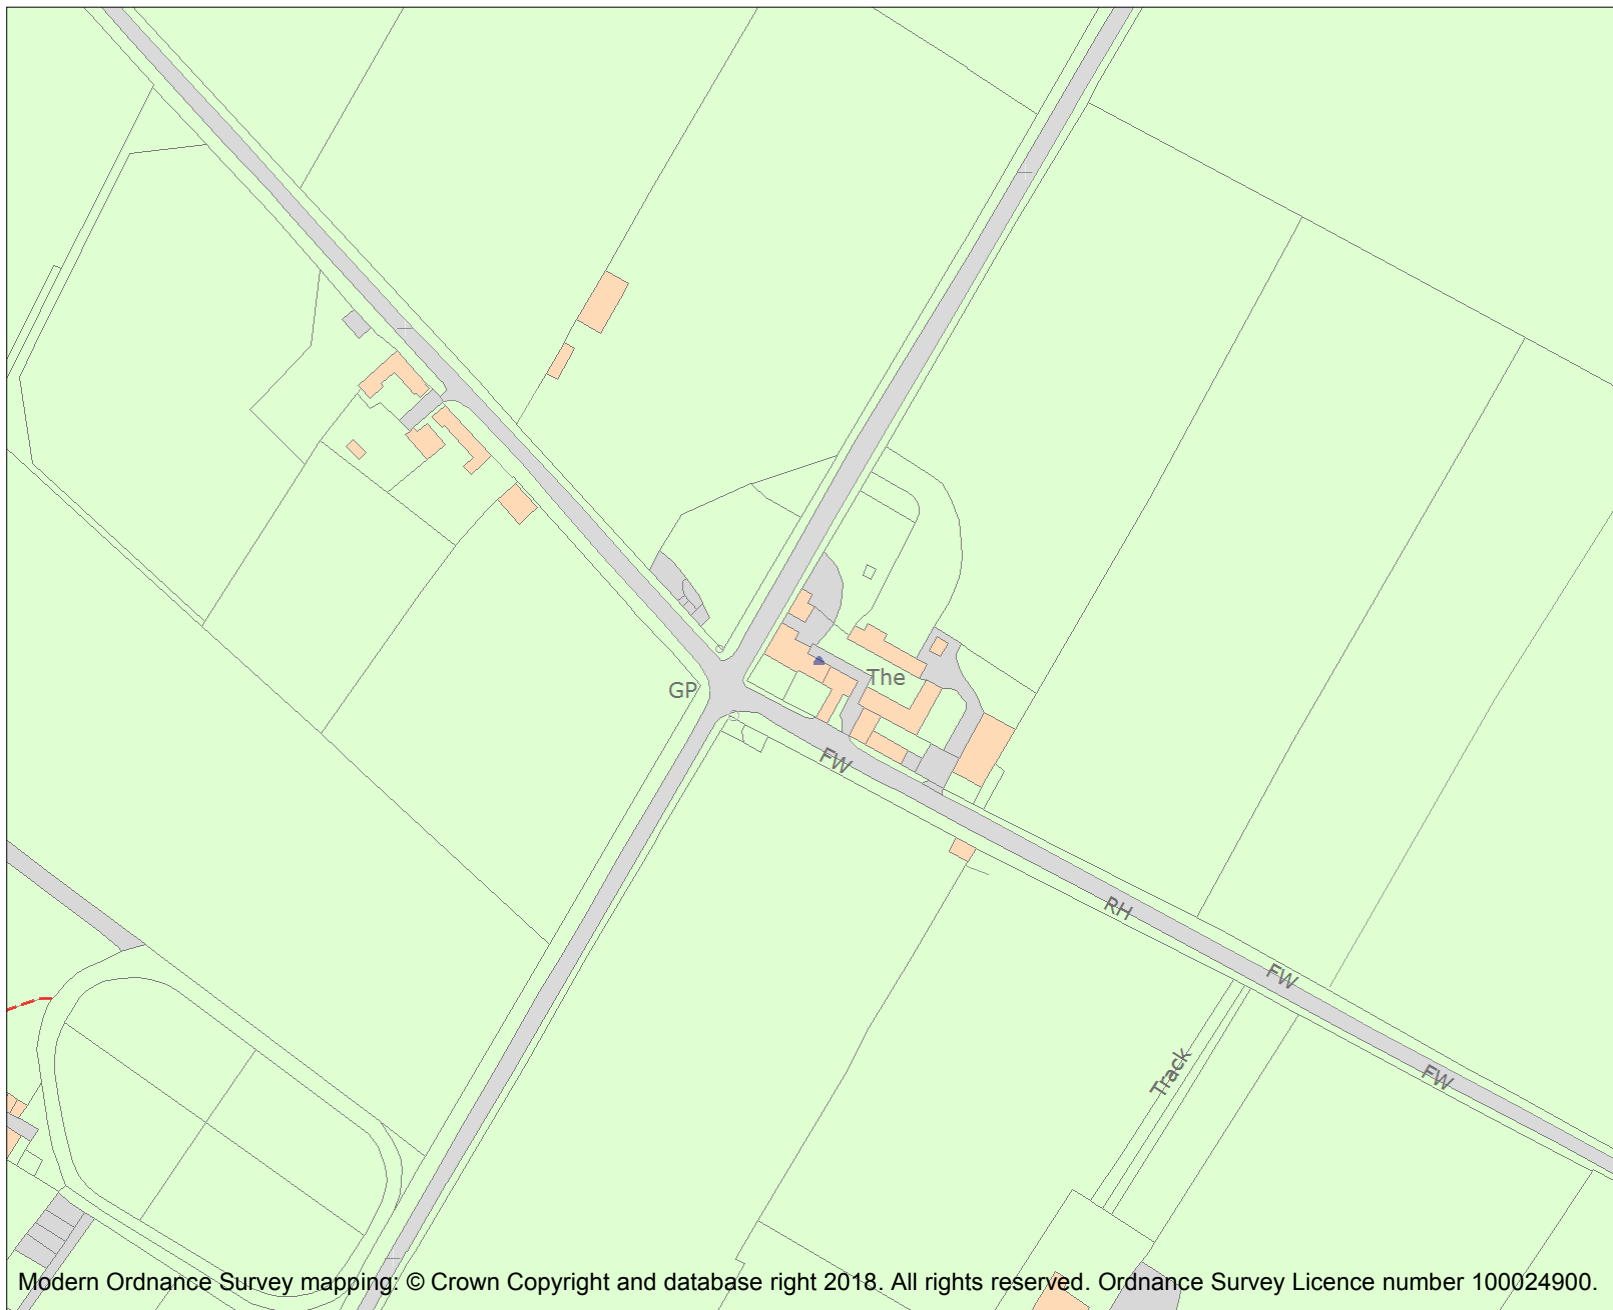 The
GP
FW
RH
FW
Track
FW
Modern Ordnance Survey mapping: © Crown Copyright and database right 2018. All rights reserved. Ordnance Survey Licence number 100024900.